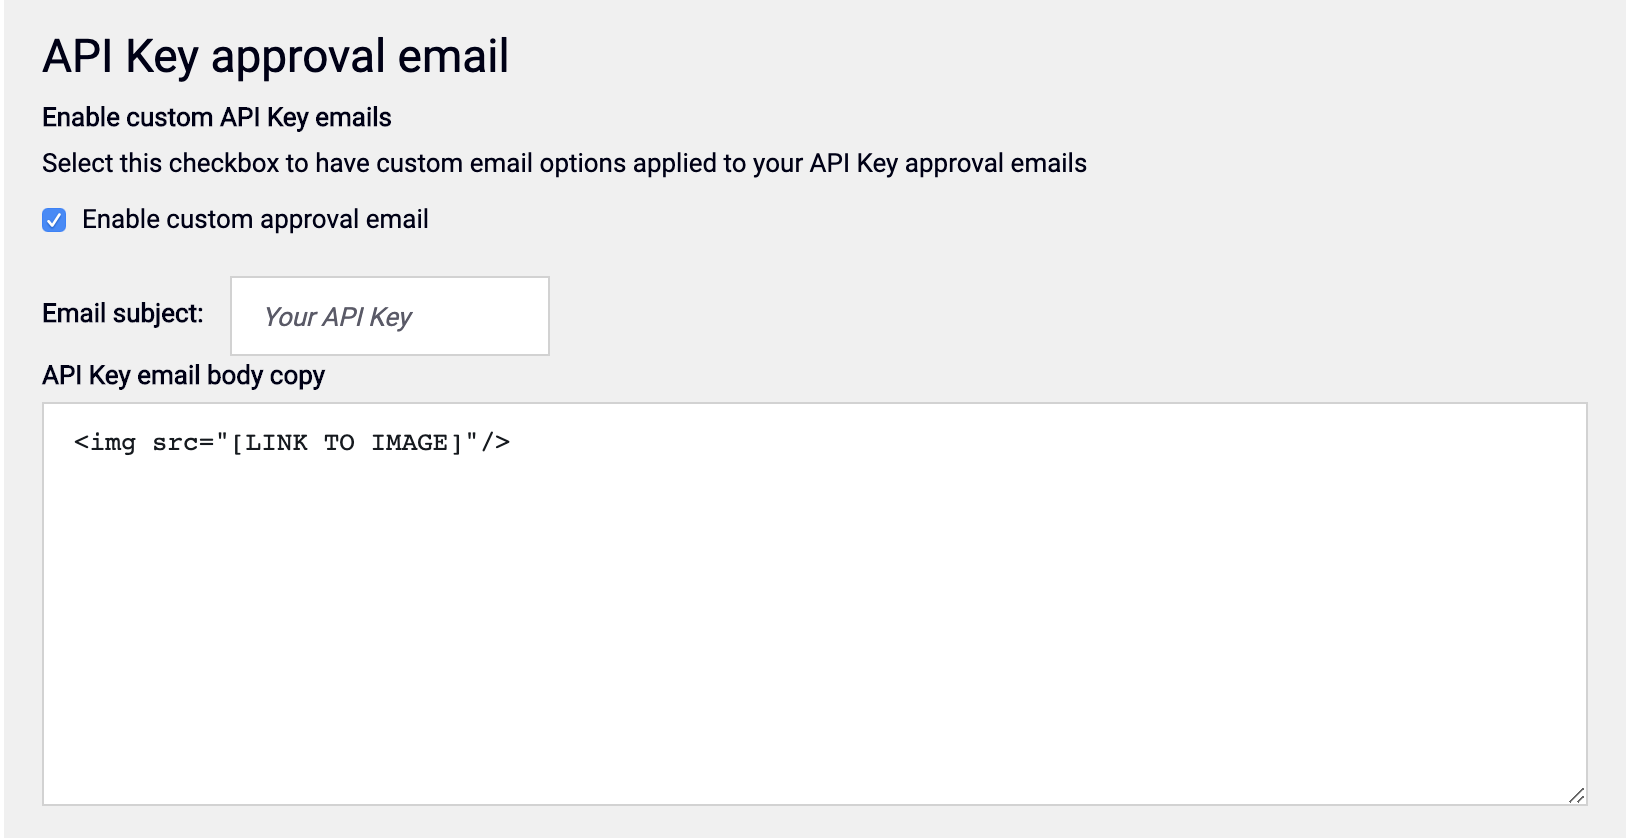 API Key approval email
Enable custom API Key emails
Select this checkbox to have custom email options applied to your API Key approval emails
Enable custom approval email
Email subject: Your API Key
API Key email body copy
<img src="[LINK TO IMAGE]"/>